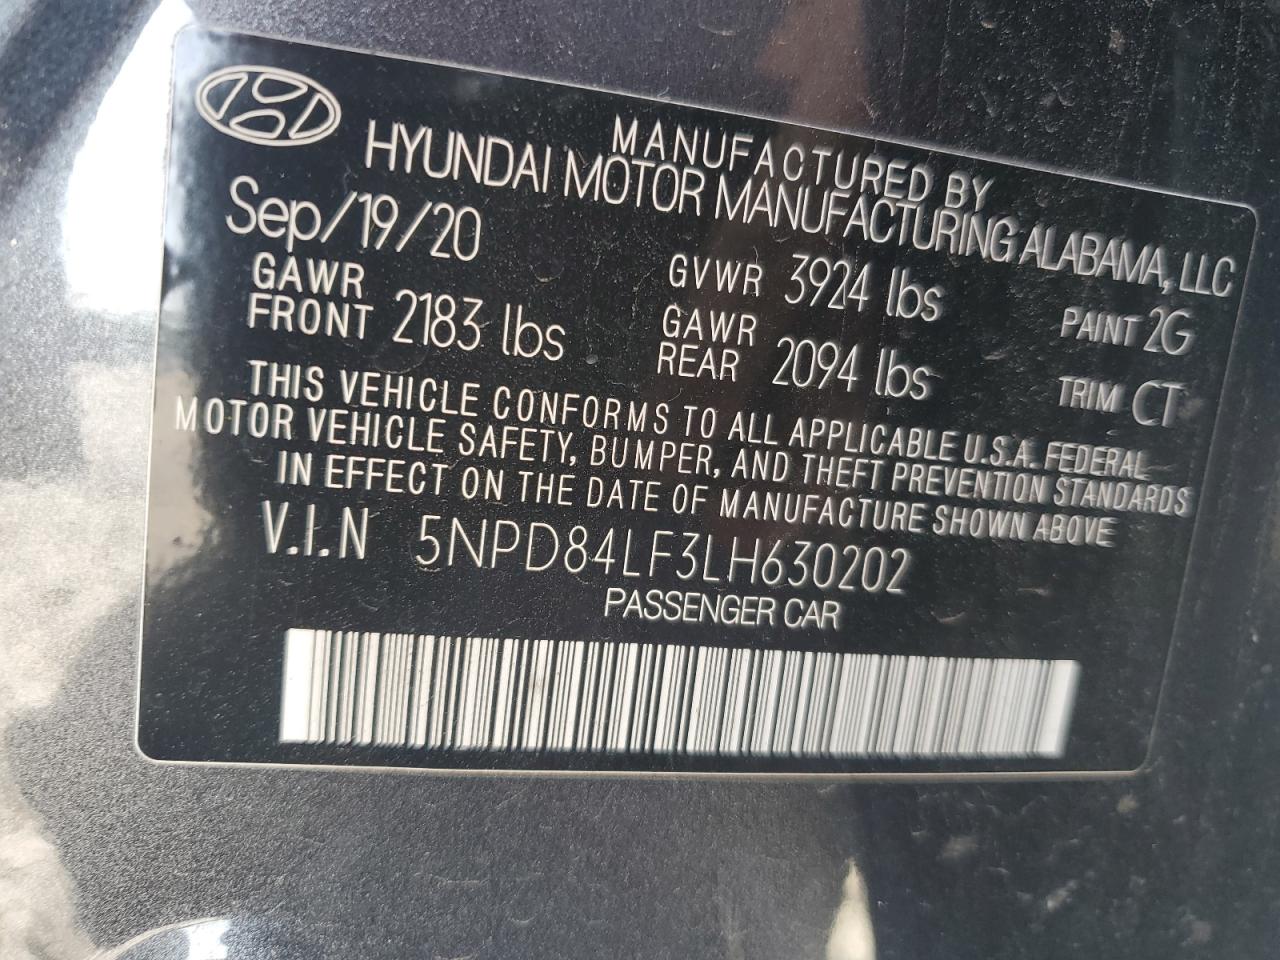 MANUFACTURED BY
HYUNDAI MOTOR MANUFACTURING ALABAMA, LLC
Sep/19/20
GVWR 3924 lbs
PAINT 2G
GAWR FRONT 2183 lbs
GAWR REAR 2094 lbs
TRIM CT
THIS VEHICLE CONFORMS TO ALL APPLICABLE U.S.A. FEDERAL
MOTOR VEHICLE SAFETY, BUMPER, AND THEFT PREVENTION STANDARDS
IN EFFECT ON THE DATE OF MANUFACTURE SHOWN ABOVE
V.I.N 5NPD84LF3LH630202
PASSENGER CAR